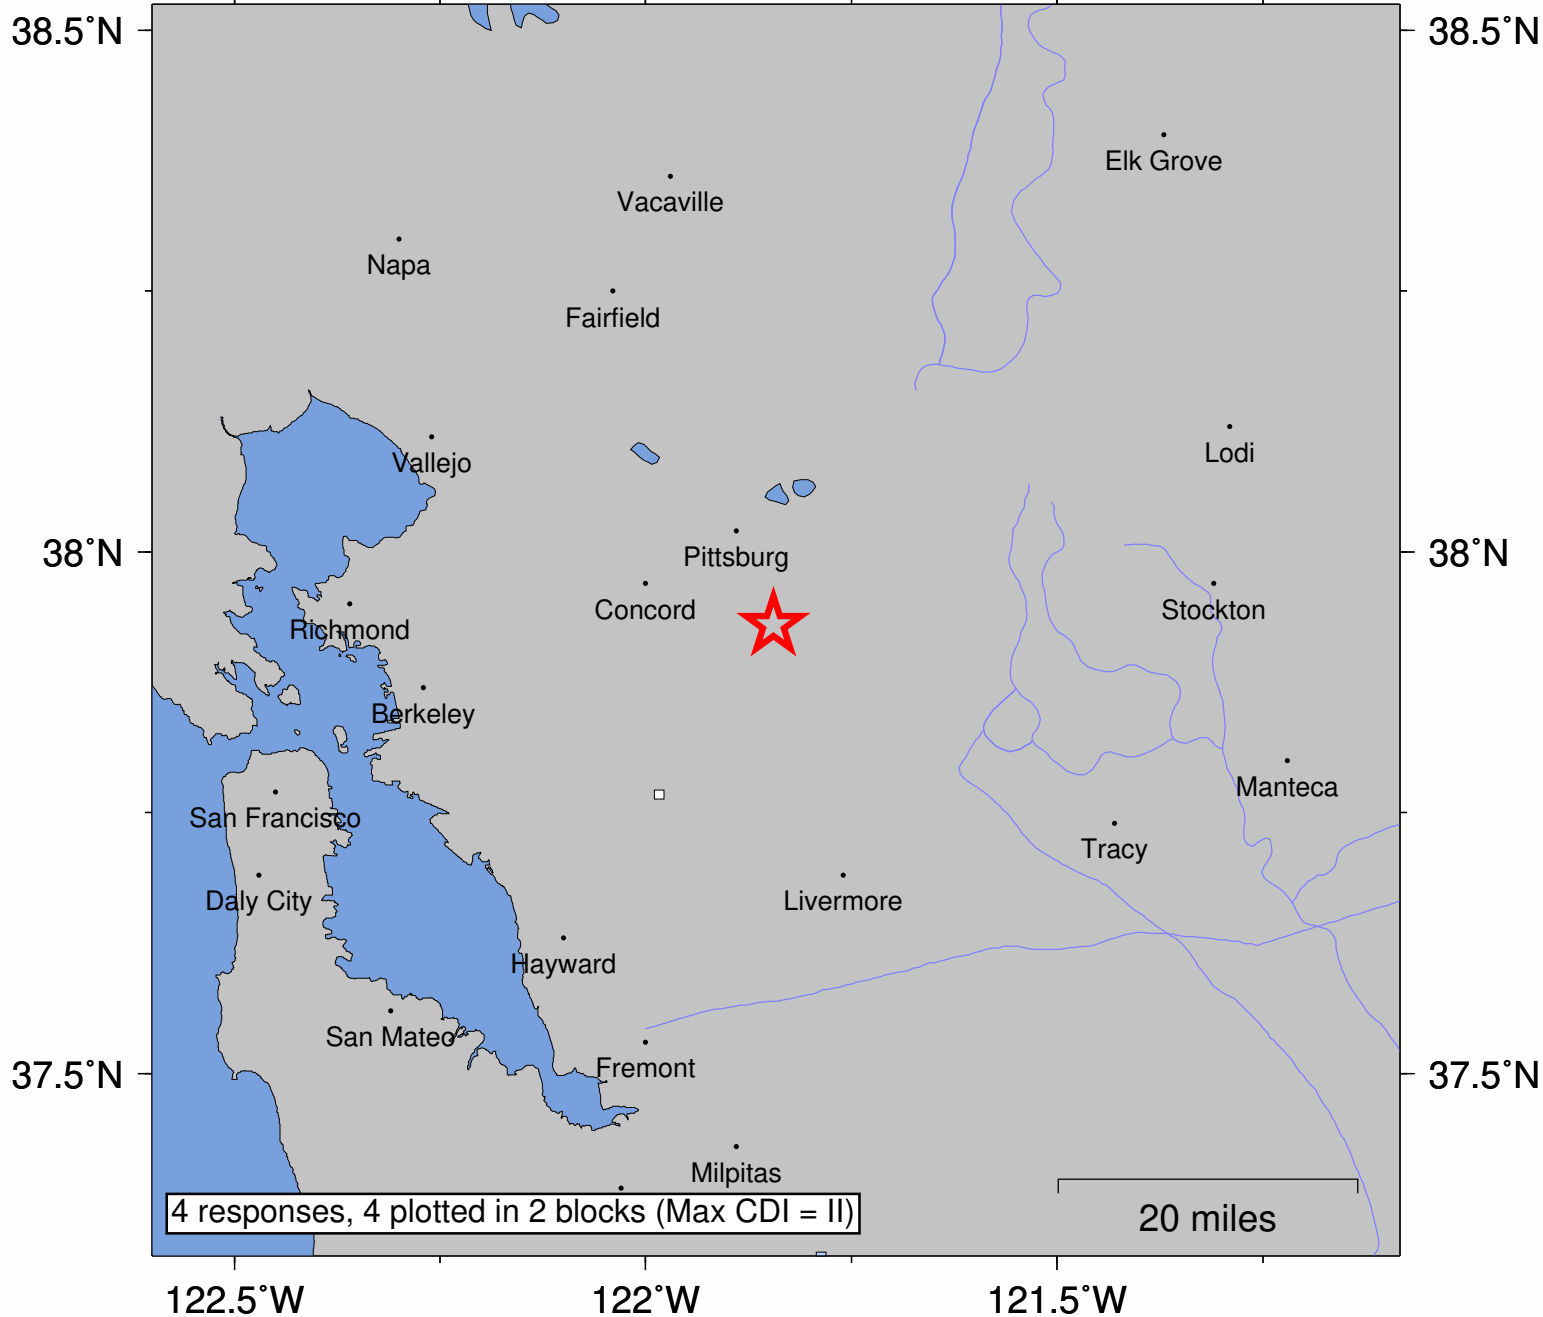 38.5˚N
38.5˚N
Elk Grove
Vacaville
Napa
Fairfield
Lodi
Vallejo
38˚N
38˚N
Pittsburg
Concord
Stockton
Richmond
Berkeley
Manteca
San Francisco
Tracy
Daly City
Livermore
Hayward
San Mateo
Fremont
37.5˚N
37.5˚N
Milpitas
4 responses, 4 plotted in 2 blocks (Max CDI = II)
20 miles
122.5˚W
122˚W
121.5˚W